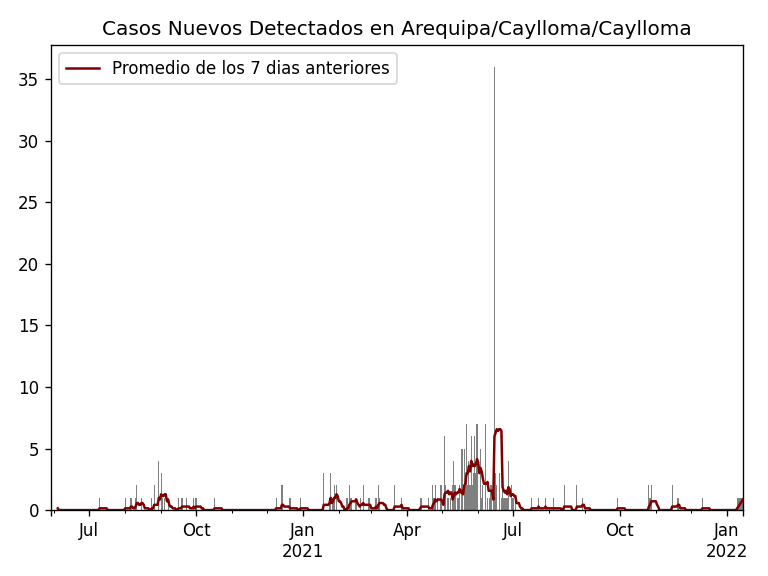 Casos Nuevos Detectados en Arequipa/Caylloma/Caylloma
Promedio de los 7 dias anteriores
35
30
25
20
15
10
5
0
Jul
Oct
Jan
2021
Apr
Jul
Oct
Jan
2022